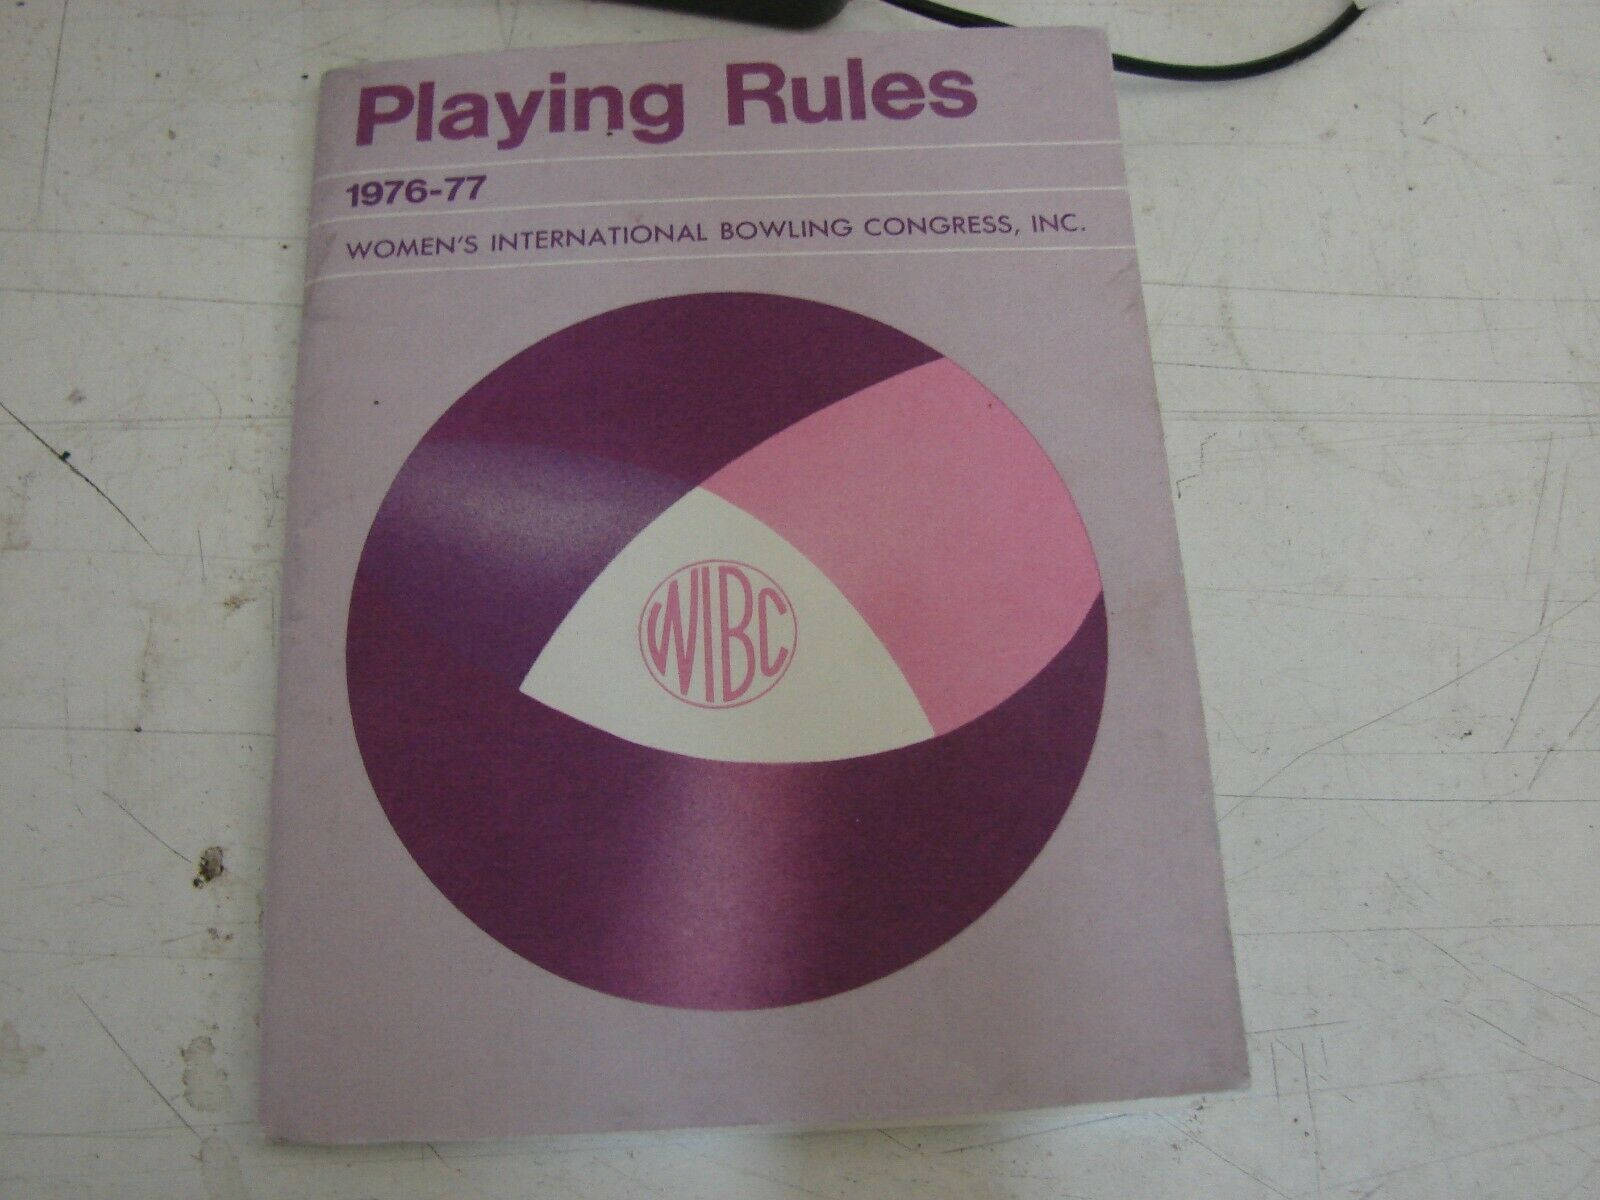 Playing Rules
1976-77
WOMEN'S INTERNATIONAL BOWLING CONGRESS, INC.
WIBC